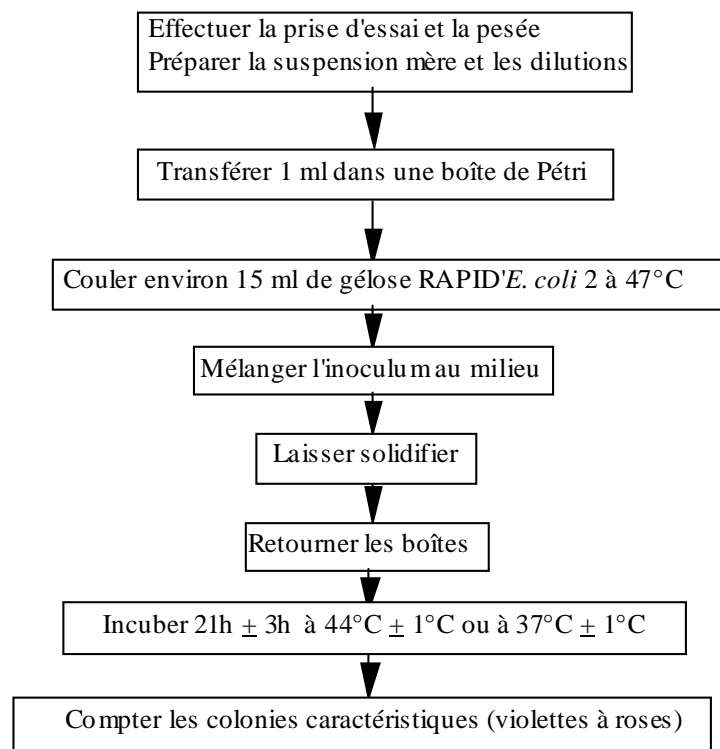 Effectuer la prise d'essai et la pesée
Préparer la suspension mère et les dilutions
Transférer 1 ml dans une boîte de Pétri
Couler environ 15 ml de gélose RAPID'E. coli 2 à 47°C
Mélanger l'inoculum au milieu
Laisser solidifier
Retourner les boîtes
Incuber 21h ± 3h à 44°C ± 1°C ou à 37°C ± 1°C
Compter les colonies caractéristiques (violettes à roses)